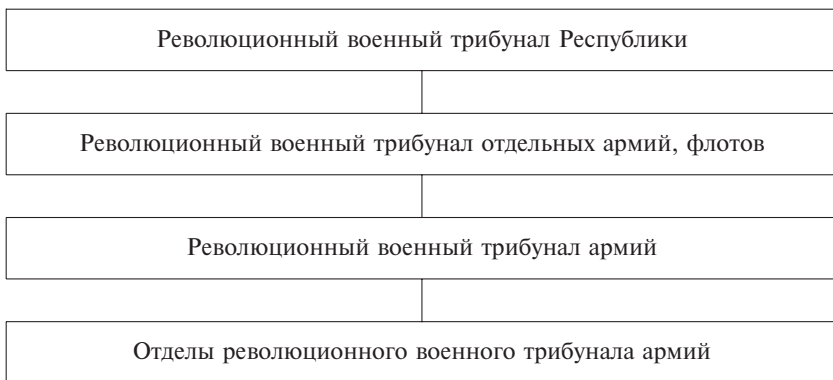 Революционный военный трибунал Республики
Революционный военный трибунал отдельных армий, флотов
Революционный военный трибунал армий
Отделы революционного военного трибунала армий